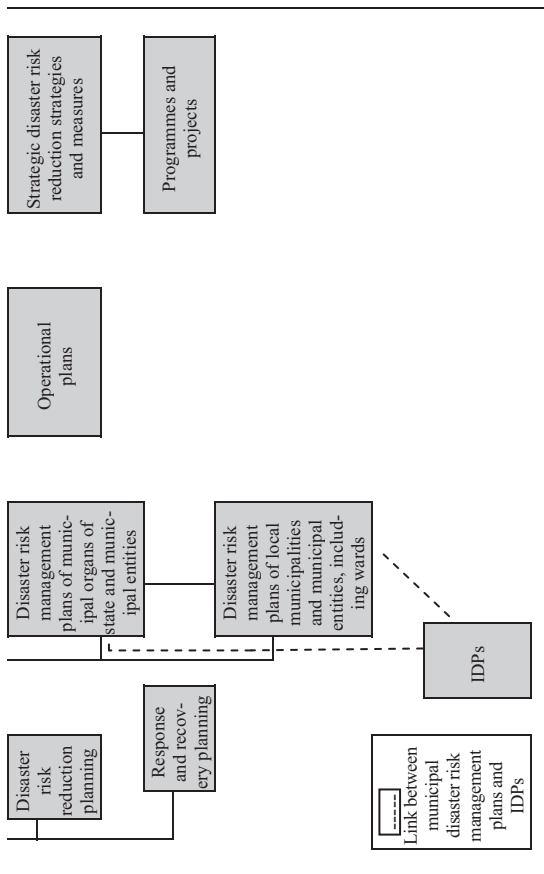 Disaster
risk
reduction
planning
Response
and recov-
ery planning
Disaster risk
management
plans of munic-
ipal organs of
state and munic-
ipal entities
Disaster risk
management
plans of local
municipalities
and municipal
entities, includ-
ing wards
Operational
plans
Strategic disaster risk
reduction strategies
and measures
Programmes and
projects
Link between
municipal
disaster risk
management
plans and
IDPs
IDPs